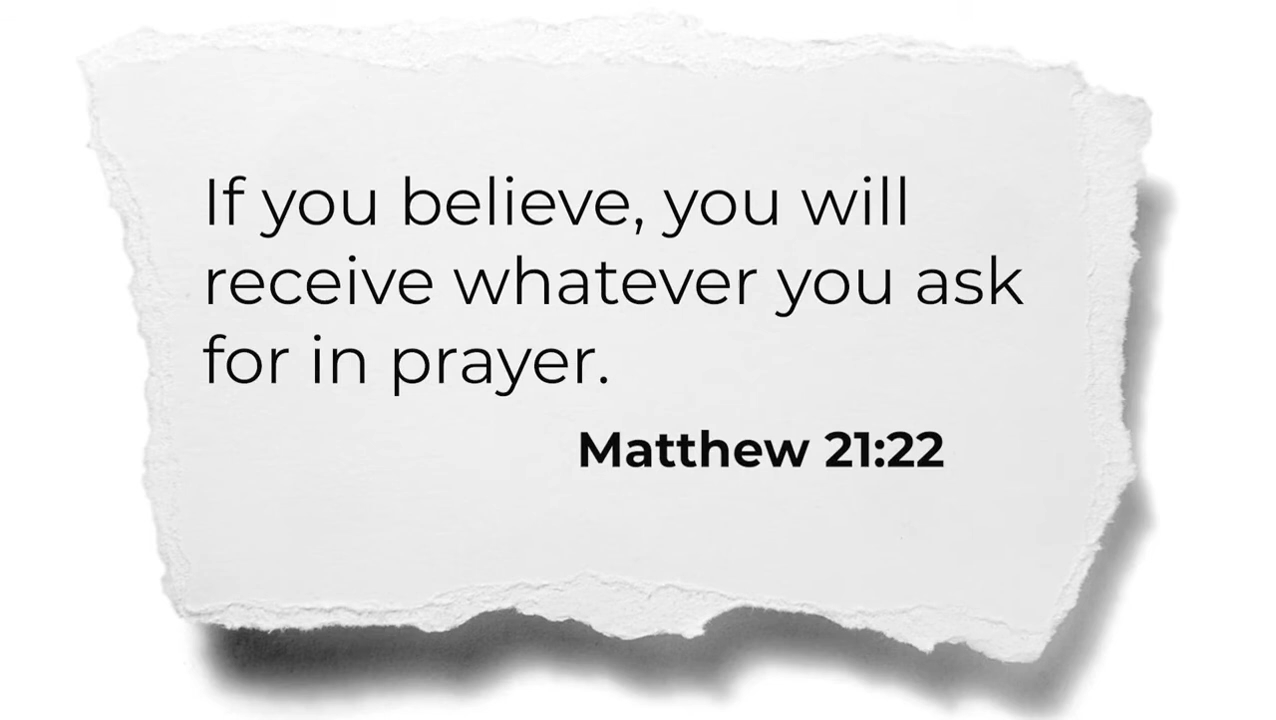 If you believe, you will
receive whatever you ask
for in prayer.
Matthew 21:22